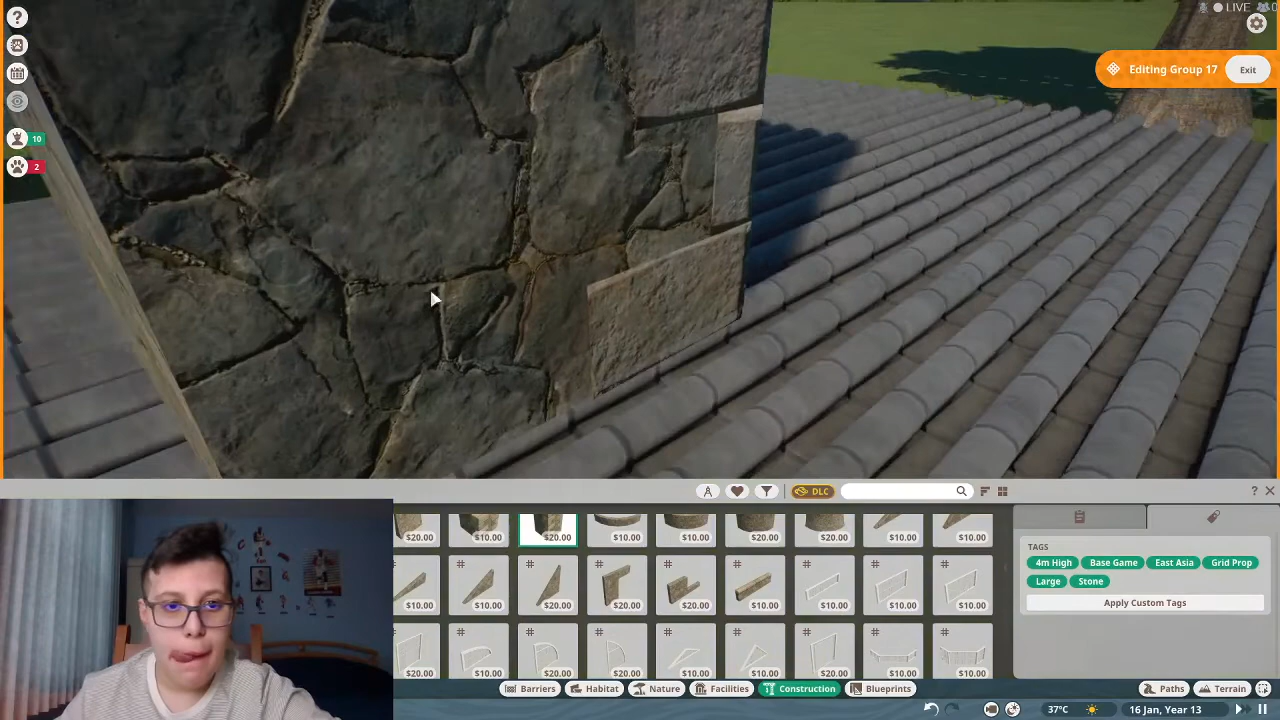 LIVE
Editing Group 17
Exit
10
2
DLC
$20.00 $10.00 $20.00 $10.00 $10.00 $20.00 $20.00 $10.00 $10.00
$10.00 $10.00 $20.00 $20.00 $20.00 $10.00 $10.00 $10.00 $10.00
$20.00 $10.00 $20.00 $20.00 $10.00 $10.00 $20.00 $10.00 $10.00
TAGS
4m High Base Game East Asia Grid Prop
Large Stone
Apply Custom Tags
Barriers Habitat Nature Facilities Construction Blueprints Paths Terrain
37°C 16 Jan, Year 13